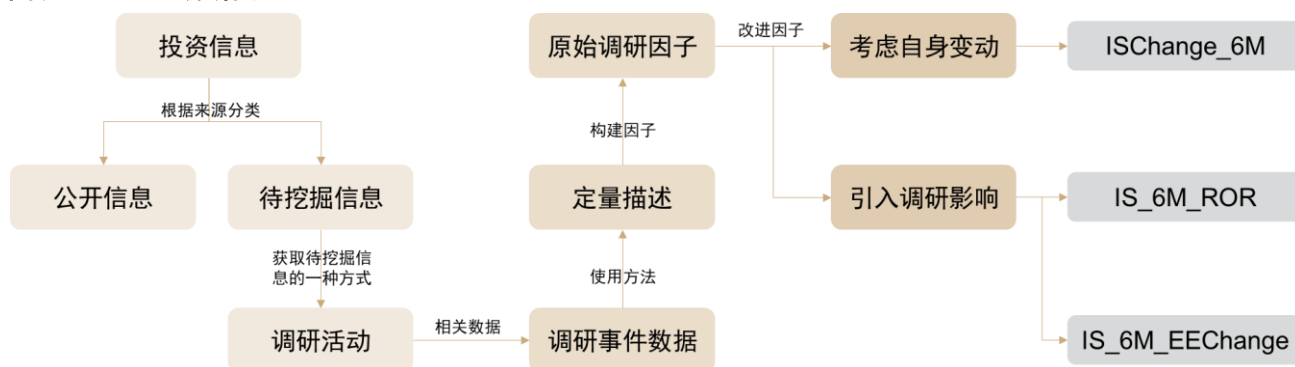 投资信息
原始调研因子
改进因子
考虑自身变动
ISChange_6M
根据来源分类
构建因子
公开信息
待挖掘信息
定量描述
引入调研影响
IS_6M_ROR
获取待挖掘信
息的一种方式
使用方法
调研活动
相关数据
调研事件数据
IS_6M_EEChange